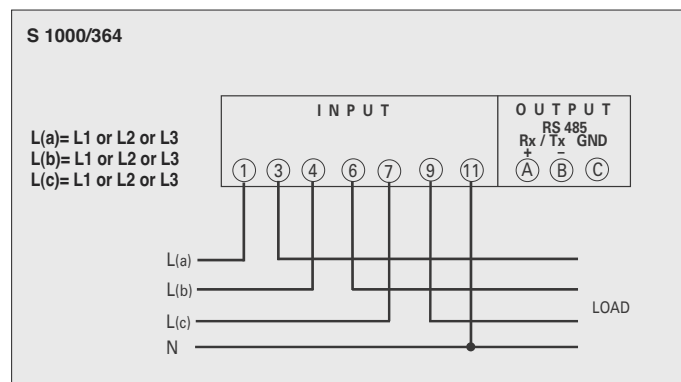 S 1000/364
INPUT
OUTPUT
RS 485
Rx / Tx GND
+ –
L(a)= L1 or L2 or L3
L(b)= L1 or L2 or L3
L(c)= L1 or L2 or L3
1 3 4 6 7 9 11 A B C
L(a)
L(b)
L(c)
N
LOAD